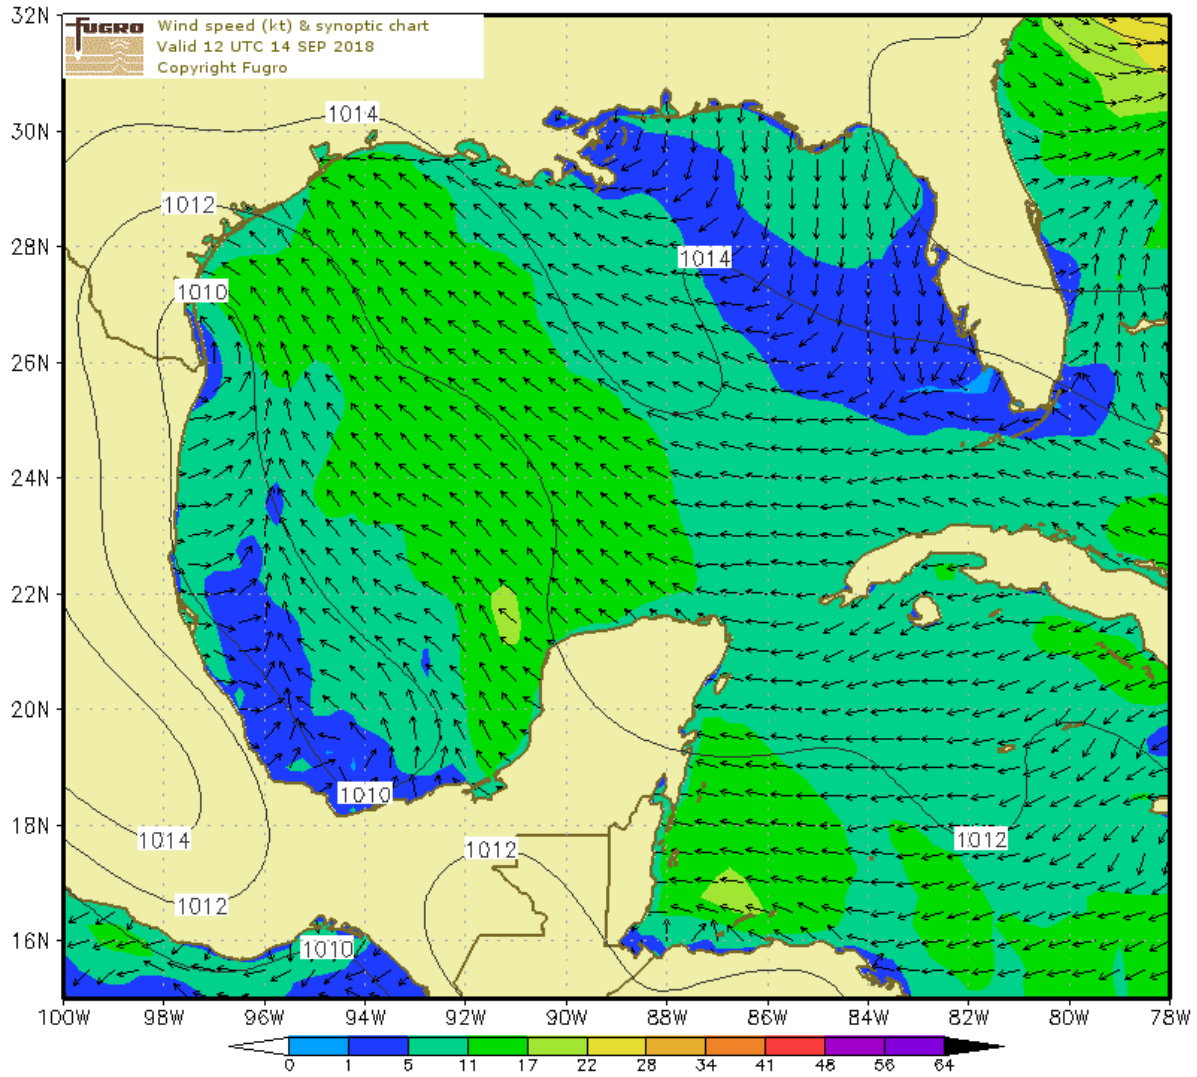 FUGRO
Wind speed (kt) & synoptic chart
Valid 12 UTC 14 SEP 2018
Copyright Fugro
32N
30N
28N
26N
24N
22N
20N
18N
16N
1014
1012
1010
1014
1010
1014
1012
1012
1012
1010
100W 98W 96W 94W 92W 90W 88W 86W 84W 82W 80W 78W
0 1 5 11 17 22 28 34 41 48 56 64